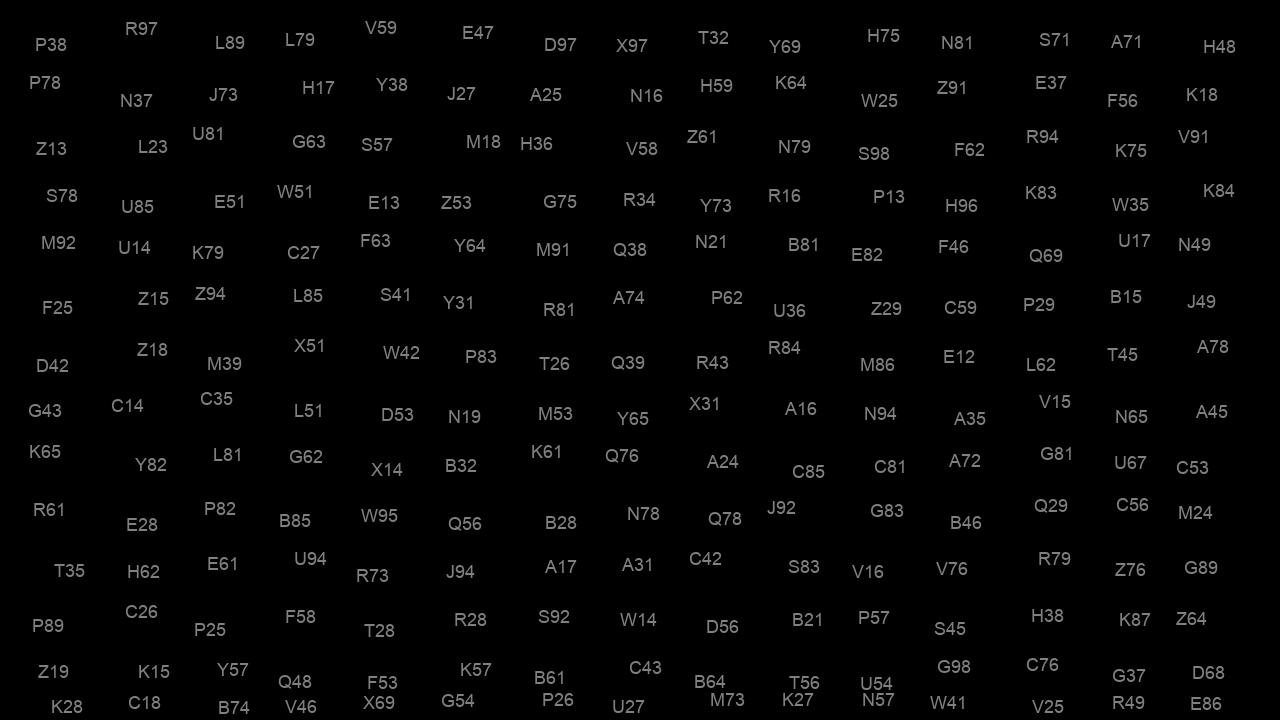 P38 R97 L89 L79 V59 E47 D97 X97 T32 Y69 H75 N81 S71 A71 H48
P78 N37 J73 H17 Y38 J27 A25 N16 H59 K64 W25 Z91 E37 F56 K18
Z13 L23 U81 G63 S57 M18 H36 V58 Z61 N79 S98 F62 R94 K75 V91
S78 U85 E51 W51 E13 Z53 G75 R34 Y73 R16 P13 H96 K83 W35 K84
M92 U14 K79 C27 F63 Y64 M91 Q38 N21 B81 E82 F46 Q69 U17 N49
F25 Z15 Z94 L85 S41 Y31 R81 A74 P62 U36 Z29 C59 P29 B15 J49
D42 Z18 M39 X51 W42 P83 T26 Q39 R43 R84 M86 E12 L62 T45 A78
G43 C14 C35 L51 D53 N19 M53 Y65 X31 A16 N94 A35 V15 N65 A45
K65 Y82 L81 G62 X14 B32 K61 Q76 A24 C85 C81 A72 G81 U67 C53
R61 E28 P82 B85 W95 Q56 B28 N78 Q78 J92 G83 B46 Q29 C56 M24
T35 H62 E61 U94 R73 J94 A17 A31 C42 S83 V16 V76 R79 Z76 G89
P89 C26 P25 F58 T28 R28 S92 W14 D56 B21 P57 S45 H38 K87 Z64
Z19 K15 Y57 Q48 F53 K57 B61 C43 B64 T56 U54 G98 C76 G37 D68
K28 C18 B74 V46 X69 G54 P26 U27 M73 K27 N57 W41 V25 R49 E86